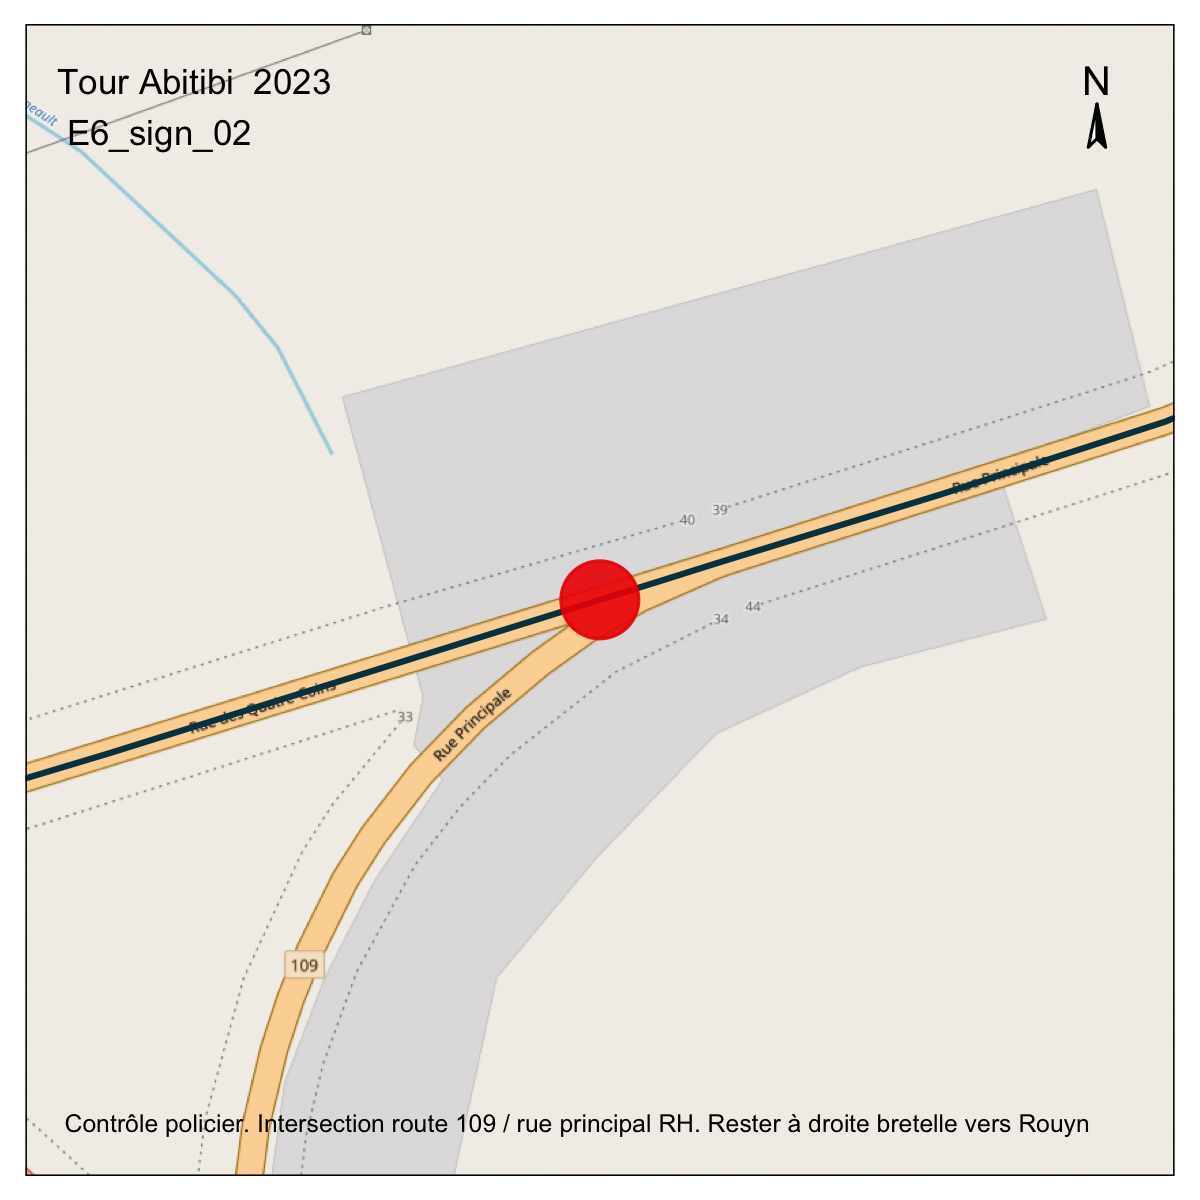 neault
Tour Abitibi 2023
N
E6_sign_02
Rue Principale
40 39
44
34
Rue des Quatre-Coins
33
Rue Principale
109
Contrôle policier. Intersection route 109 / rue principal RH. Rester à droite bretelle vers Rouyn